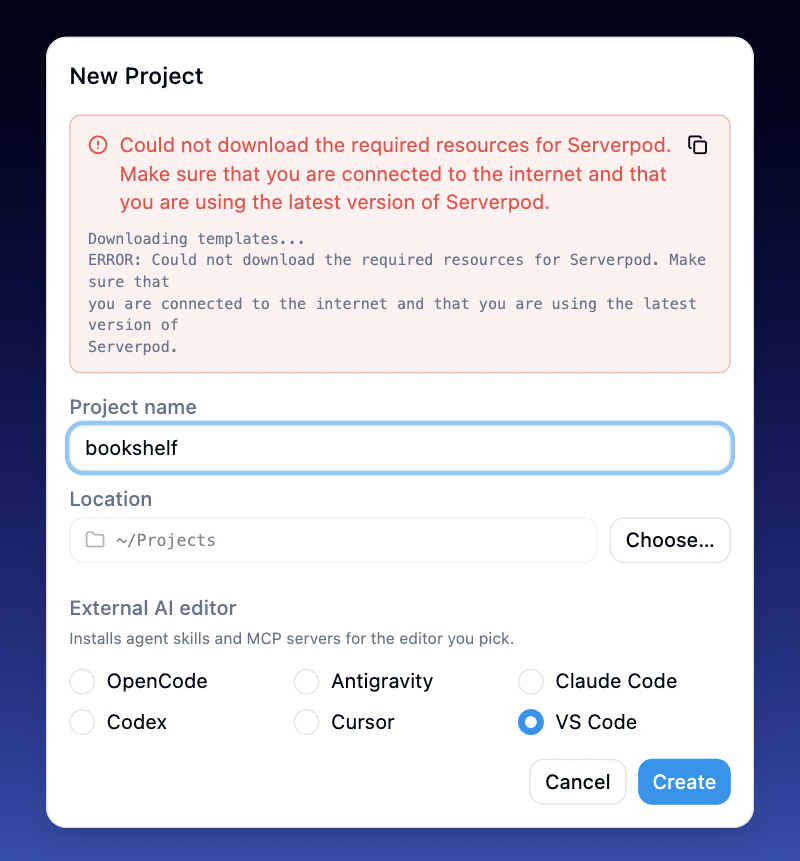 New Project
Could not download the required resources for Serverpod.
Make sure that you are connected to the internet and that
you are using the latest version of Serverpod.
Downloading templates...
ERROR: Could not download the required resources for Serverpod. Make
sure that
you are connected to the internet and that you are using the latest
version of
Serverpod.
Project name
bookshelf
Location
~/Projects
Choose...
External AI editor
Installs agent skills and MCP servers for the editor you pick.
OpenCode
Antigravity
Claude Code
Codex
Cursor
VS Code
Cancel
Create